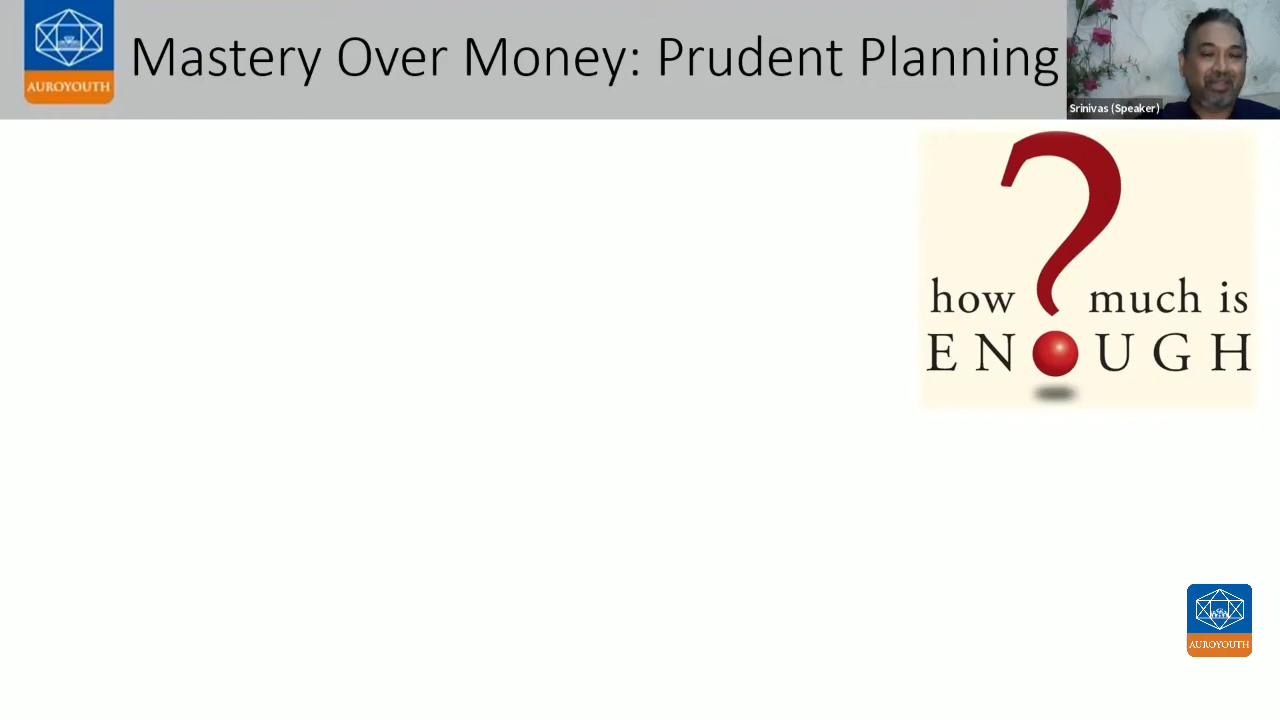 AUROYOUTH
Mastery Over Money: Prudent Planning
Srinivas (Speaker)
?
how much is
ENOUGH
AUROYOUTH